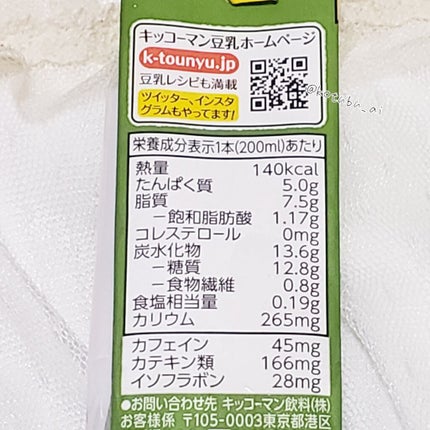 キッコーマン豆乳ホームページ
k-tounyu.jp
豆乳レシピも満載
ツイッター、インスタ
グラムもやってます!
@kotobu_ai
栄養成分表示1本(200ml)あたり
熱量 140kcal
たんぱく質 5.0g
脂質 7.5g
−飽和脂肪酸 1.17g
コレステロール 0mg
炭水化物 13.6g
−糖質 12.8g
−食物繊維 0.8g
食塩相当量 0.19g
カリウム 265mg
カフェイン 45mg
カテキン類 166mg
イソフラボン 28mg
●お問い合わせ先 キッコーマン飲料(株)
お客様係 〒105-0003東京都港区